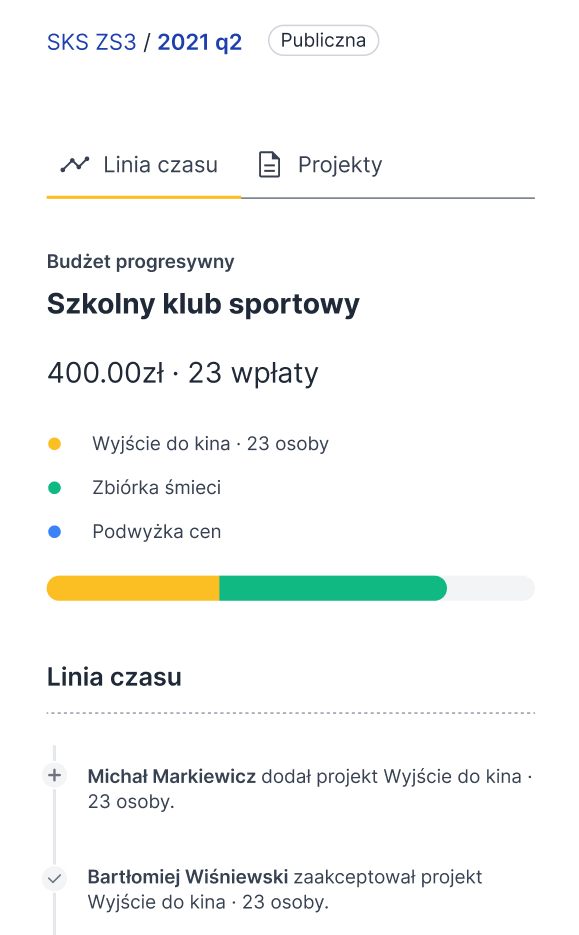 SKS ZS3 / 2021 q2 Publiczna
Linia czasu Projekty
Budżet progresywny
Szkolny klub sportowy
400.00zł · 23 wpłaty
Wyjście do kina · 23 osoby
Zbiórka śmieci
Podwyżka cen
Linia czasu
Michał Markiewicz dodał projekt Wyjście do kina ·
23 osoby.
Bartłomiej Wiśniewski zaakceptował projekt
Wyjście do kina · 23 osoby.